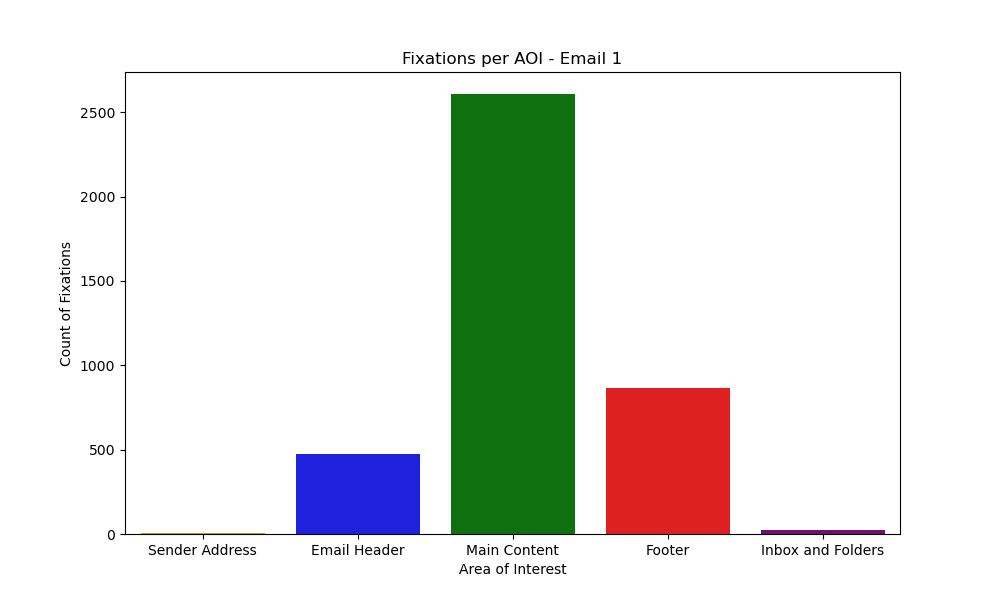 Fixations per AOI - Email 1
Count of Fixations
2500
2000
1500
1000
500
0
Sender Address
Email Header
Main Content
Footer
Inbox and Folders
Area of Interest